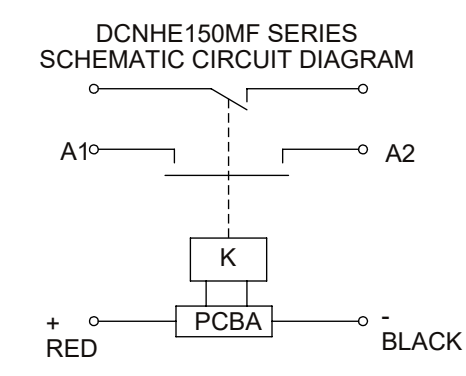 DCNHE150MF SERIES
SCHEMATIC CIRCUIT DIAGRAM
A1
A2
K
PCBA
+
RED
-
BLACK